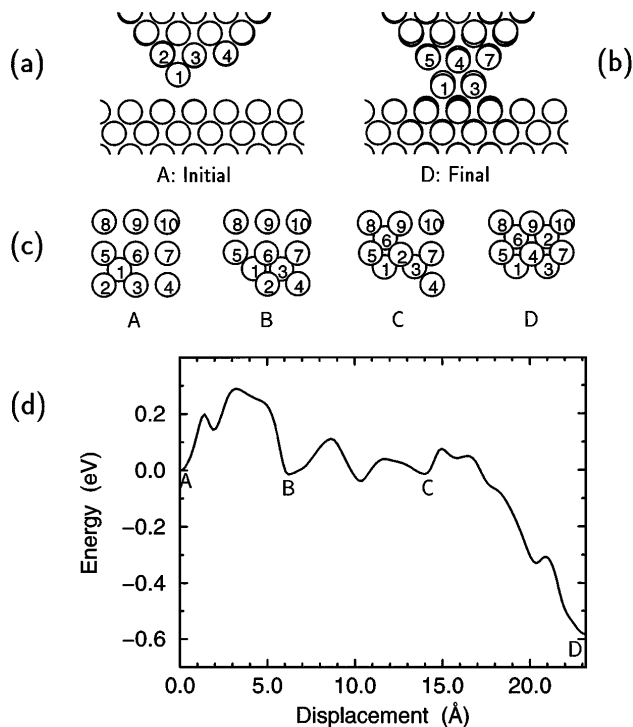 (a)
2 3 4
1
A: Initial
5 4 7
1 3
D: Final
(b)
(c)
8 9 10
5 6 7
1
2 3 4
A
8 9 10
5 6 7
1 3
2 4
B
8 9 10
6
5 2 7
1 3
4
C
8 9 10
6 2
5 4 7
1 3
D
(d)
Energy (eV)
0.2
0.0
−0.2
−0.4
−0.6
A
B
C
D
0.0 5.0 10.0 15.0 20.0
Displacement (Å)